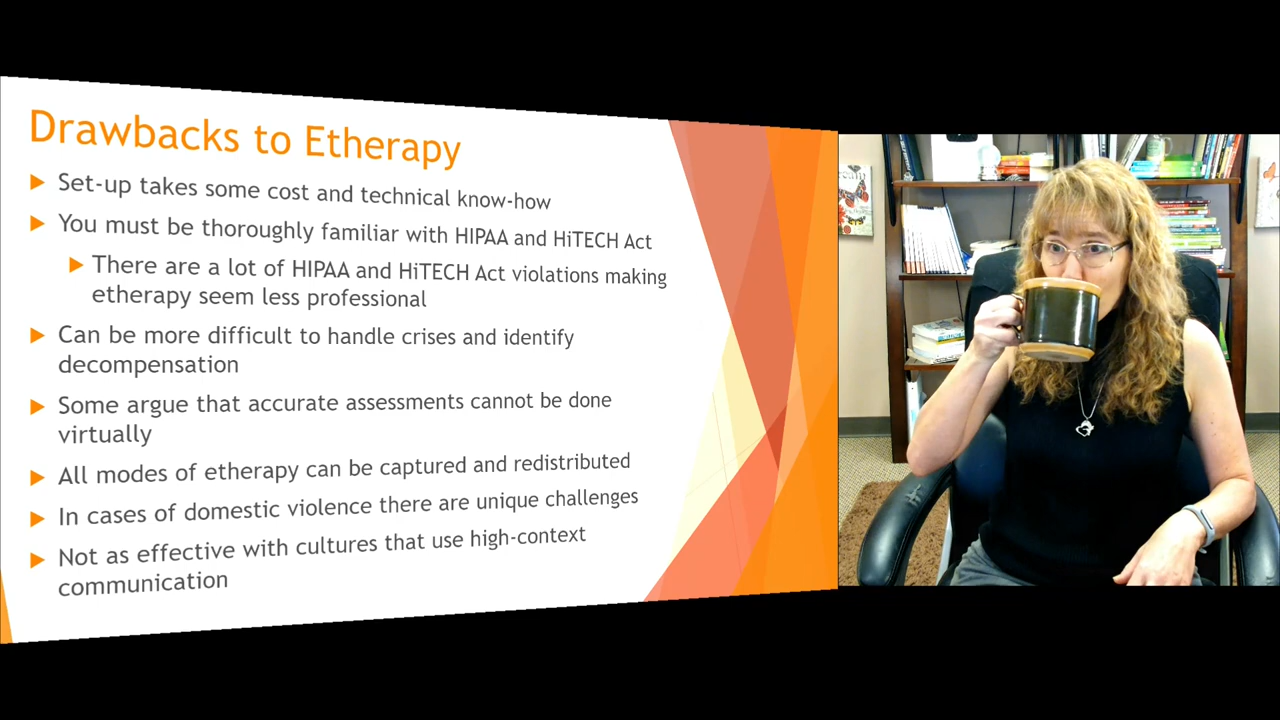 Drawbacks to Etherapy
Set-up takes some cost and technical know-how
You must be thoroughly familiar with HIPAA and HiTECH Act
There are a lot of HIPAA and HiTECH Act violations making
etherapy seem less professional
Can be more difficult to handle crises and identify
decompensation
Some argue that accurate assessments cannot be done
virtually
All modes of etherapy can be captured and redistributed
In cases of domestic violence there are unique challenges
Not as effective with cultures that use high-context
communication